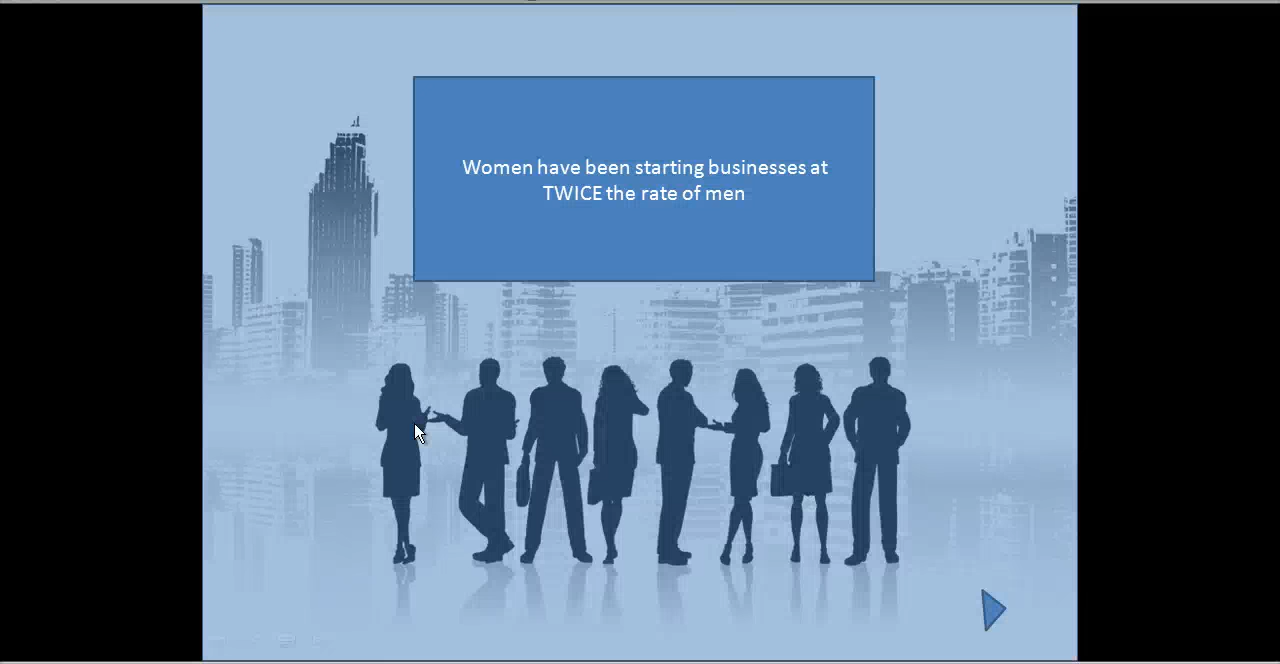 Women have been starting businesses at
TWICE the rate of men